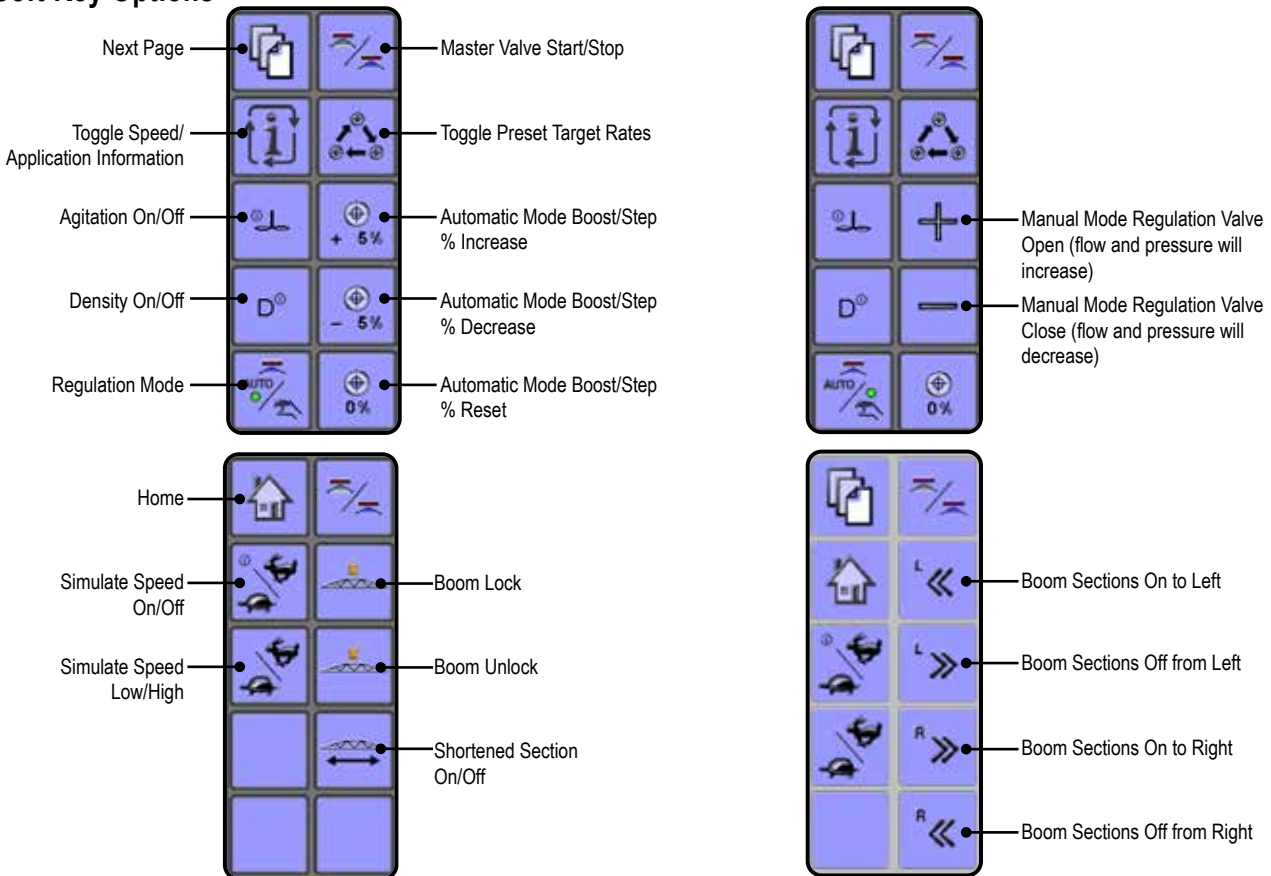 Key Options
Next Page
Master Valve Start/Stop
Toggle Speed/
Application Information
i
Toggle Preset Target Rates
Agitation On/Off
+ 5%
Automatic Mode Boost/Step
% Increase
Density On/Off
D
- 5%
Automatic Mode Boost/Step
% Decrease
Regulation Mode
AUTO
0%
Automatic Mode Boost/Step
% Reset
i
Manual Mode Regulation Valve
Open (flow and pressure will
increase)
D
Manual Mode Regulation Valve
Close (flow and pressure will
decrease)
AUTO
0%
Home
Simulate Speed
On/Off
Boom Lock
Simulate Speed
Low/High
Boom Unlock
Shortened Section
On/Off
L
Boom Sections On to Left
L
Boom Sections Off from Left
R
Boom Sections On to Right
R
Boom Sections Off from Right